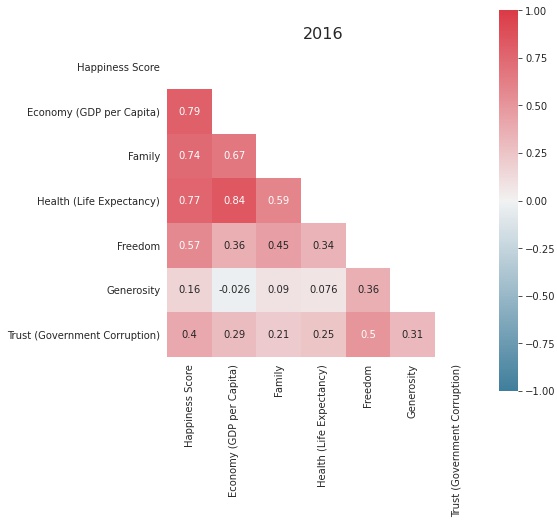 2016
1.00
Happiness Score
0.75
Economy (GDP per Capita)
0.79
0.50
Family
0.74 0.67
0.25
Health (Life Expectancy)
0.77 0.84 0.59
0.00
Freedom
0.57 0.36 0.45 0.34
−0.25
Generosity
0.16 -0.026 0.09 0.076 0.36
−0.50
Trust (Government Corruption)
0.4 0.29 0.21 0.25 0.5 0.31
−0.75
−1.00
Happiness Score
Economy (GDP per Capita)
Family
Health (Life Expectancy)
Freedom
Generosity
Trust (Government Corruption)